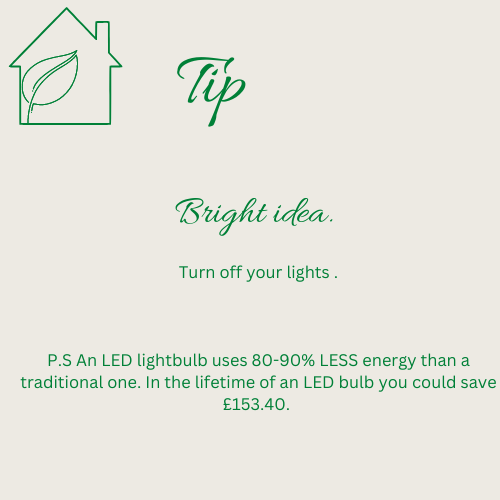 Tip
Bright idea.
Turn off your lights .
P.S An LED lightbulb uses 80-90% LESS energy than a
traditional one. In the lifetime of an LED bulb you could save
£153.40.